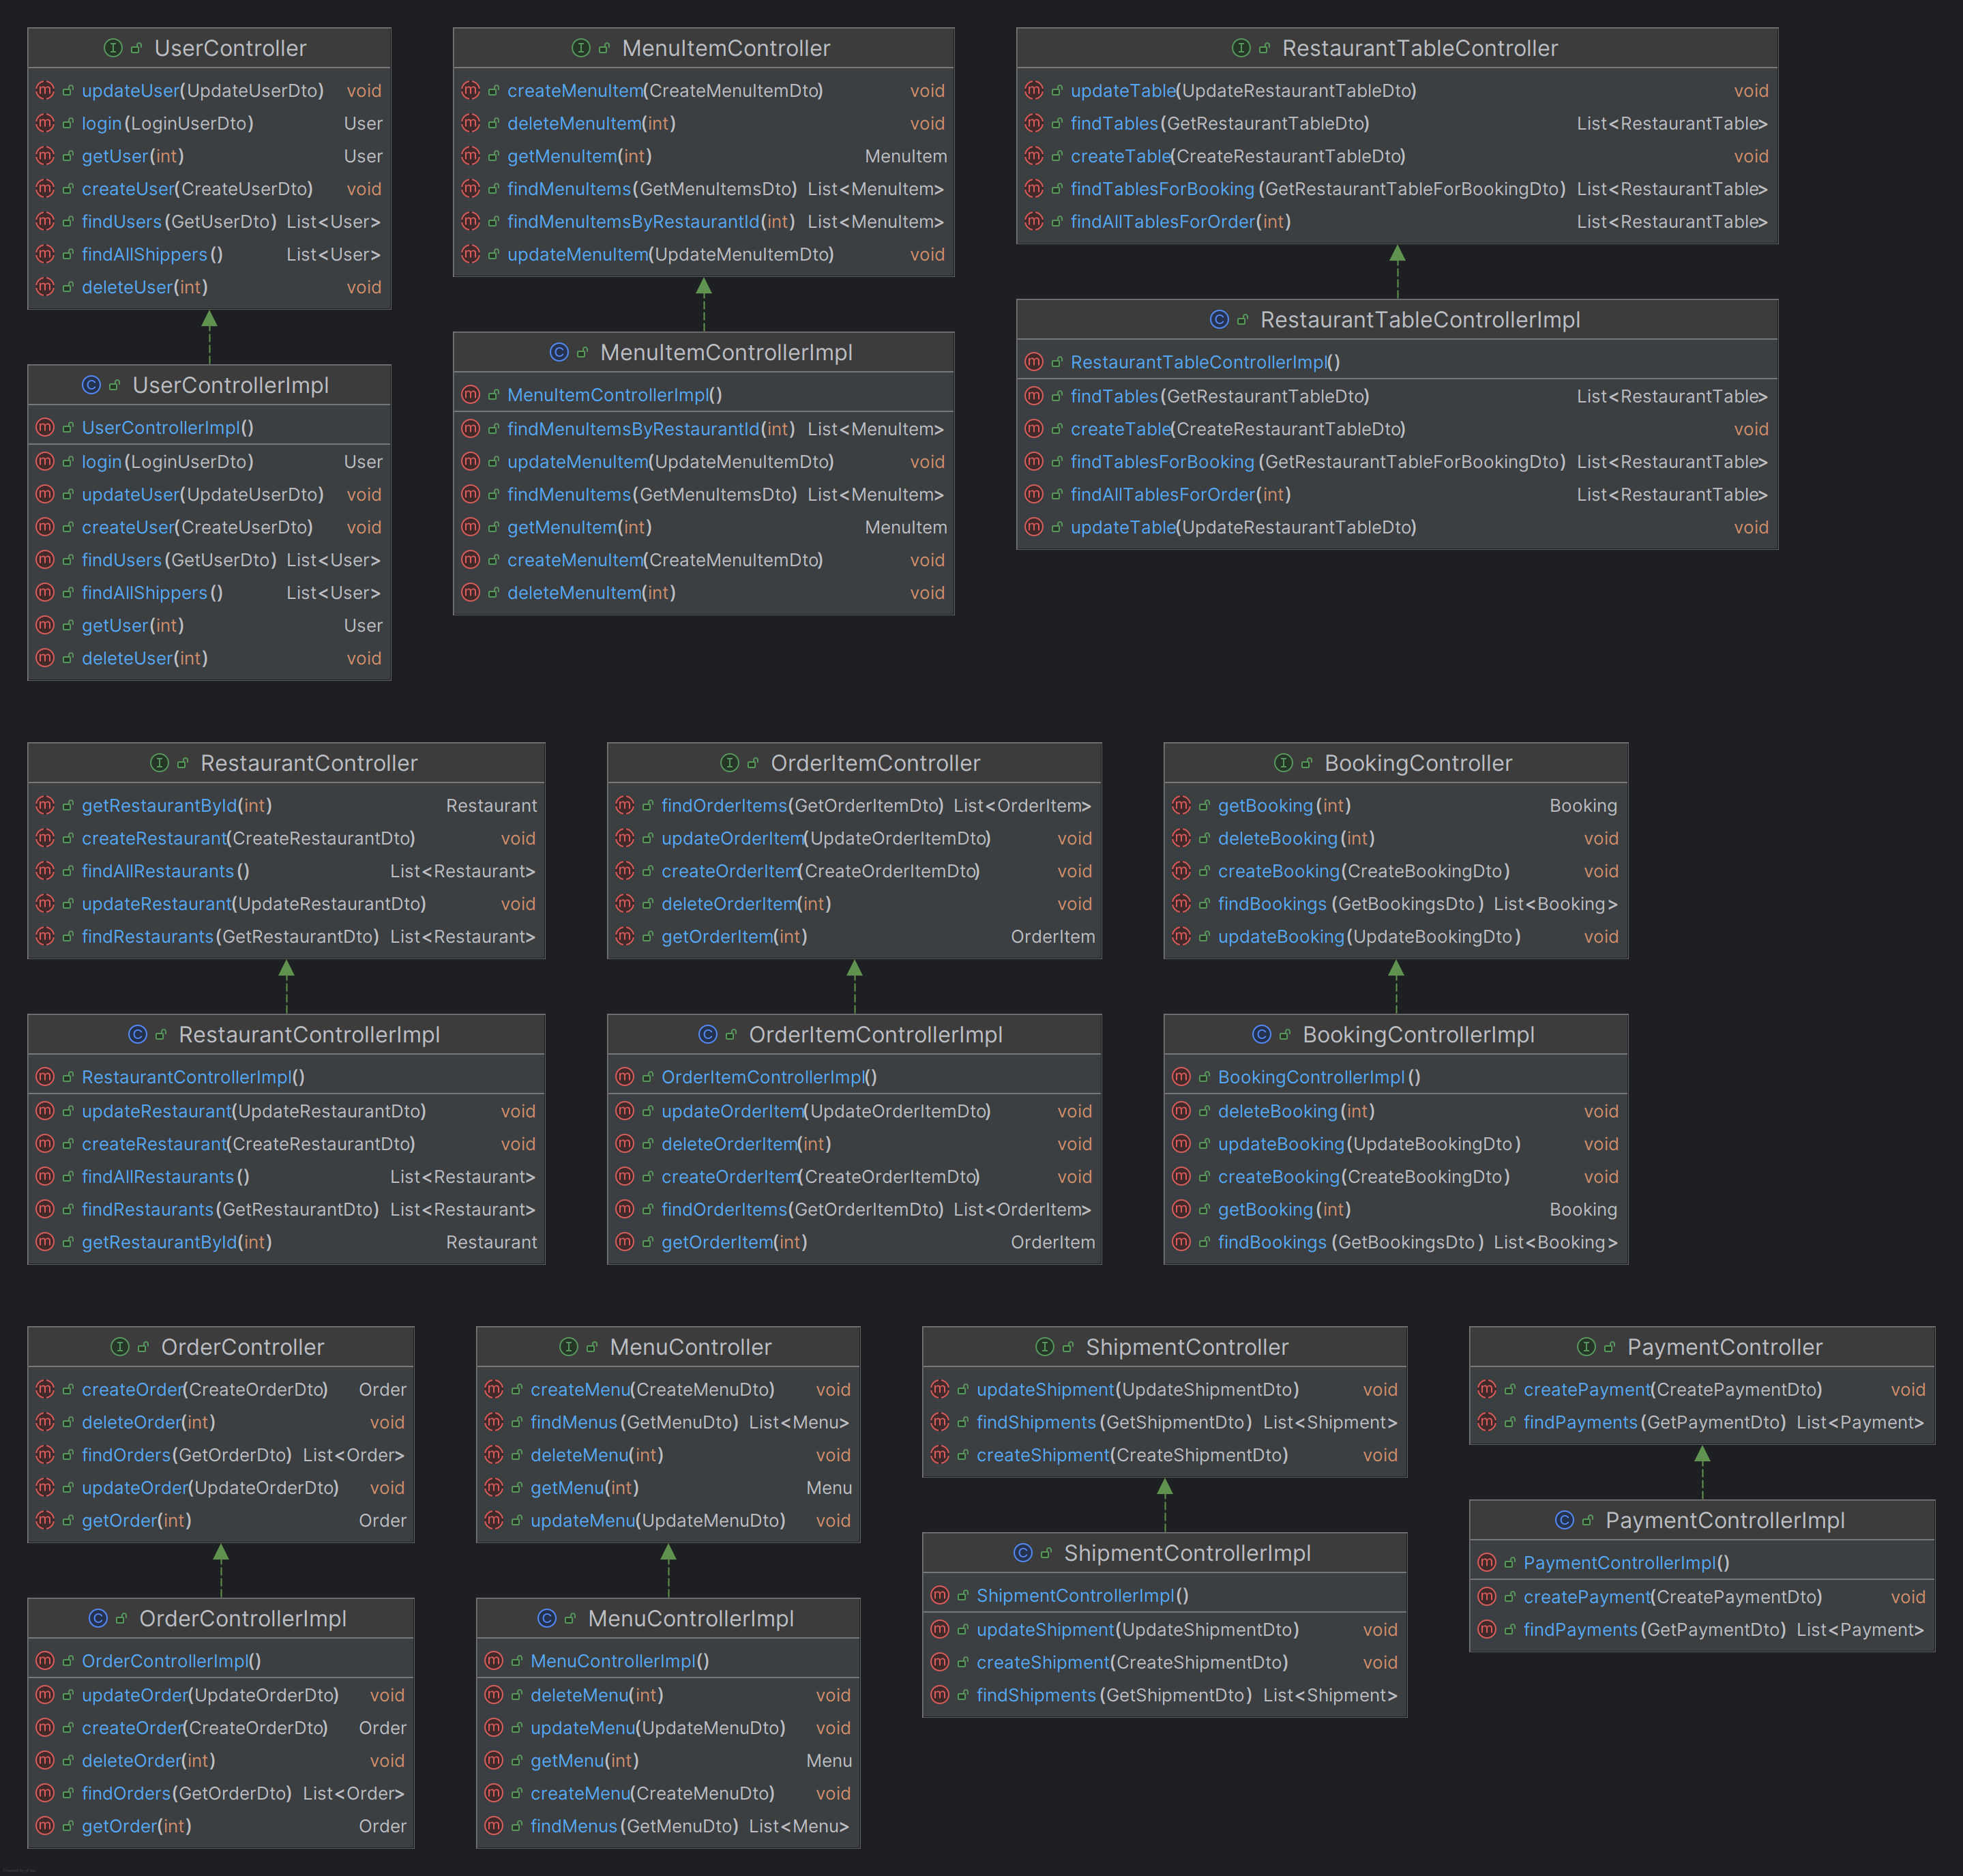 UserController
updateUser(UpdateUserDto) void
login(LoginUserDto) User
getUser(int) User
createUser(CreateUserDto) void
findUsers(GetUserDto) List<User>
findAllShippers() List<User>
deleteUser(int) void
UserControllerImpl
UserControllerImpl()
login(LoginUserDto) User
updateUser(UpdateUserDto) void
createUser(CreateUserDto) void
findUsers(GetUserDto) List<User>
findAllShippers() List<User>
getUser(int) User
deleteUser(int) void
MenuItemController
createMenuItem(CreateMenuItemDto) void
deleteMenuItem(int) void
getMenuItem(int) MenuItem
findMenuItems(GetMenuItemsDto) List<MenuItem>
findMenuItemsByRestaurantId(int) List<MenuItem>
updateMenuItem(UpdateMenuItemDto) void
MenuItemControllerImpl
MenuItemControllerImpl()
findMenuItemsByRestaurantId(int) List<MenuItem>
updateMenuItem(UpdateMenuItemDto) void
findMenuItems(GetMenuItemsDto) List<MenuItem>
getMenuItem(int) MenuItem
createMenuItem(CreateMenuItemDto) void
deleteMenuItem(int) void
RestaurantTableController
updateTable(UpdateRestaurantTableDto) void
findTables(GetRestaurantTableDto) List<RestaurantTable>
createTable(CreateRestaurantTableDto) void
findTablesForBooking(GetRestaurantTableForBookingDto) List<RestaurantTable>
findAllTablesForOrder(int) List<RestaurantTable>
RestaurantTableControllerImpl
RestaurantTableControllerImpl()
findTables(GetRestaurantTableDto) List<RestaurantTable>
createTable(CreateRestaurantTableDto) void
findTablesForBooking(GetRestaurantTableForBookingDto) List<RestaurantTable>
findAllTablesForOrder(int) List<RestaurantTable>
updateTable(UpdateRestaurantTableDto) void
RestaurantController
getRestaurantById(int) Restaurant
createRestaurant(CreateRestaurantDto) void
findAllRestaurants() List<Restaurant>
updateRestaurant(UpdateRestaurantDto) void
findRestaurants(GetRestaurantDto) List<Restaurant>
RestaurantControllerImpl
RestaurantControllerImpl()
updateRestaurant(UpdateRestaurantDto) void
createRestaurant(CreateRestaurantDto) void
findAllRestaurants() List<Restaurant>
findRestaurants(GetRestaurantDto) List<Restaurant>
getRestaurantById(int) Restaurant
OrderItemController
findOrderItems(GetOrderItemDto) List<OrderItem>
updateOrderItem(UpdateOrderItemDto) void
createOrderItem(CreateOrderItemDto) void
deleteOrderItem(int) void
getOrderItem(int) OrderItem
OrderItemControllerImpl
OrderItemControllerImpl()
updateOrderItem(UpdateOrderItemDto) void
deleteOrderItem(int) void
createOrderItem(CreateOrderItemDto) void
findOrderItems(GetOrderItemDto) List<OrderItem>
getOrderItem(int) OrderItem
BookingController
getBooking(int) Booking
deleteBooking(int) void
createBooking(CreateBookingDto) void
findBookings(GetBookingsDto) List<Booking>
updateBooking(UpdateBookingDto) void
BookingControllerImpl
BookingControllerImpl()
deleteBooking(int) void
updateBooking(UpdateBookingDto) void
createBooking(CreateBookingDto) void
getBooking(int) Booking
findBookings(GetBookingsDto) List<Booking>
OrderController
createOrder(CreateOrderDto) Order
deleteOrder(int) void
findOrders(GetOrderDto) List<Order>
updateOrder(UpdateOrderDto) void
getOrder(int) Order
OrderControllerImpl
OrderControllerImpl()
updateOrder(UpdateOrderDto) void
createOrder(CreateOrderDto) Order
deleteOrder(int) void
findOrders(GetOrderDto) List<Order>
getOrder(int) Order
MenuController
createMenu(CreateMenuDto) void
findMenus(GetMenuDto) List<Menu>
deleteMenu(int) void
getMenu(int) Menu
updateMenu(UpdateMenuDto) void
MenuControllerImpl
MenuControllerImpl()
deleteMenu(int) void
updateMenu(UpdateMenuDto) void
getMenu(int) Menu
createMenu(CreateMenuDto) void
findMenus(GetMenuDto) List<Menu>
ShipmentController
updateShipment(UpdateShipmentDto) void
findShipments(GetShipmentDto) List<Shipment>
createShipment(CreateShipmentDto) void
ShipmentControllerImpl
ShipmentControllerImpl()
updateShipment(UpdateShipmentDto) void
createShipment(CreateShipmentDto) void
findShipments(GetShipmentDto) List<Shipment>
PaymentController
createPayment(CreatePaymentDto) void
findPayments(GetPaymentDto) List<Payment>
PaymentControllerImpl
PaymentControllerImpl()
createPayment(CreatePaymentDto) void
findPayments(GetPaymentDto) List<Payment>